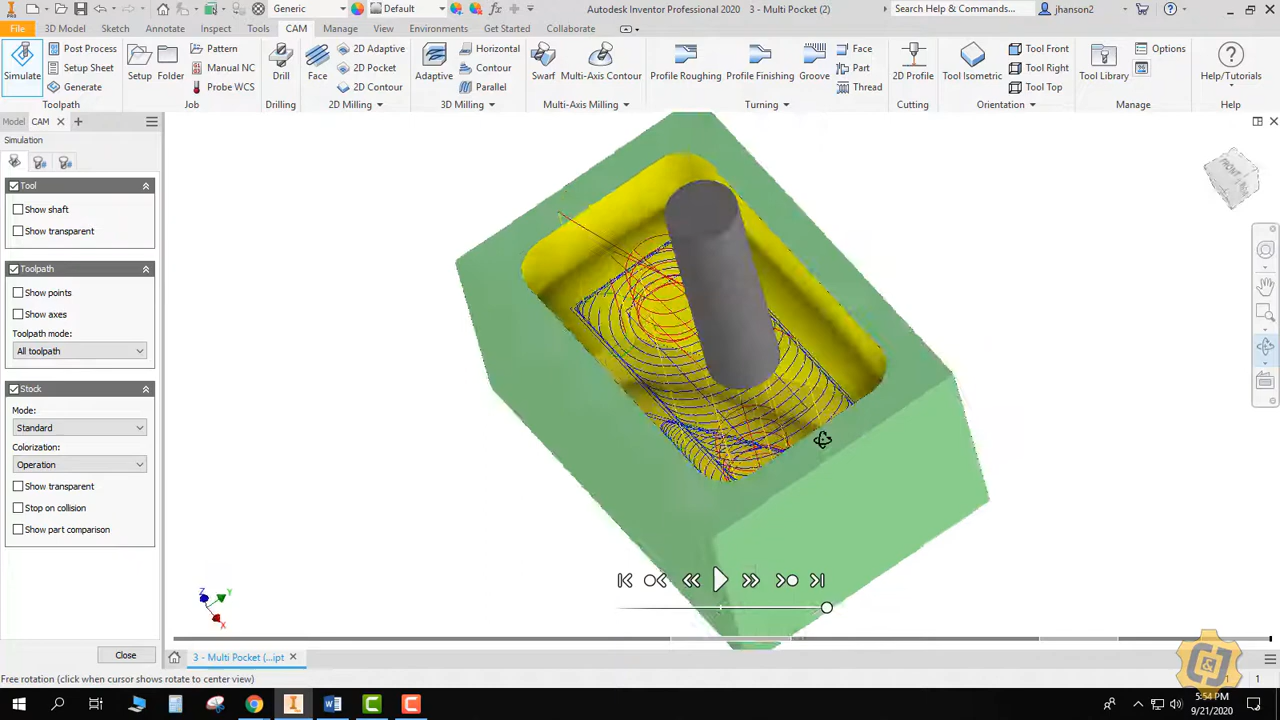 Generic
Default
Autodesk Inventor Professional 2020   3 - Multi Pocket (2)
Search Help & Commands...
jhanson2
File 3D Model Sketch Annotate Inspect Tools CAM Manage View Environments Get Started Collaborate
Simulate
Post Process
Setup Sheet
Generate
Toolpath
Setup
Folder
Pattern
Manual NC
Probe WCS
Job
Drill
Drilling
Face
2D Adaptive
2D Pocket
2D Contour
2D Milling
Adaptive
Horizontal
Contour
Parallel
3D Milling
Swarf
Multi-Axis Contour
Multi-Axis Milling
Profile Roughing
Profile Finishing
Groove
Face
Part
Thread
Turning
2D Profile
Cutting
Tool Isometric
Tool Front
Tool Right
Tool Top
Orientation
Tool Library
Options
Manage
Help/Tutorials
Help
Model CAM
Simulation
Tool
Show shaft
Show transparent
Toolpath
Show points
Show axes
Toolpath mode:
All toolpath
Stock
Mode:
Standard
Colorization:
Operation
Show transparent
Stop on collision
Show part comparison
Close
FRONT
Z
Y
X
3 - Multi Pocket (...ipt
Free rotation (click when cursor shows rotate to center view)
1
1
5:54 PM
9/21/2020